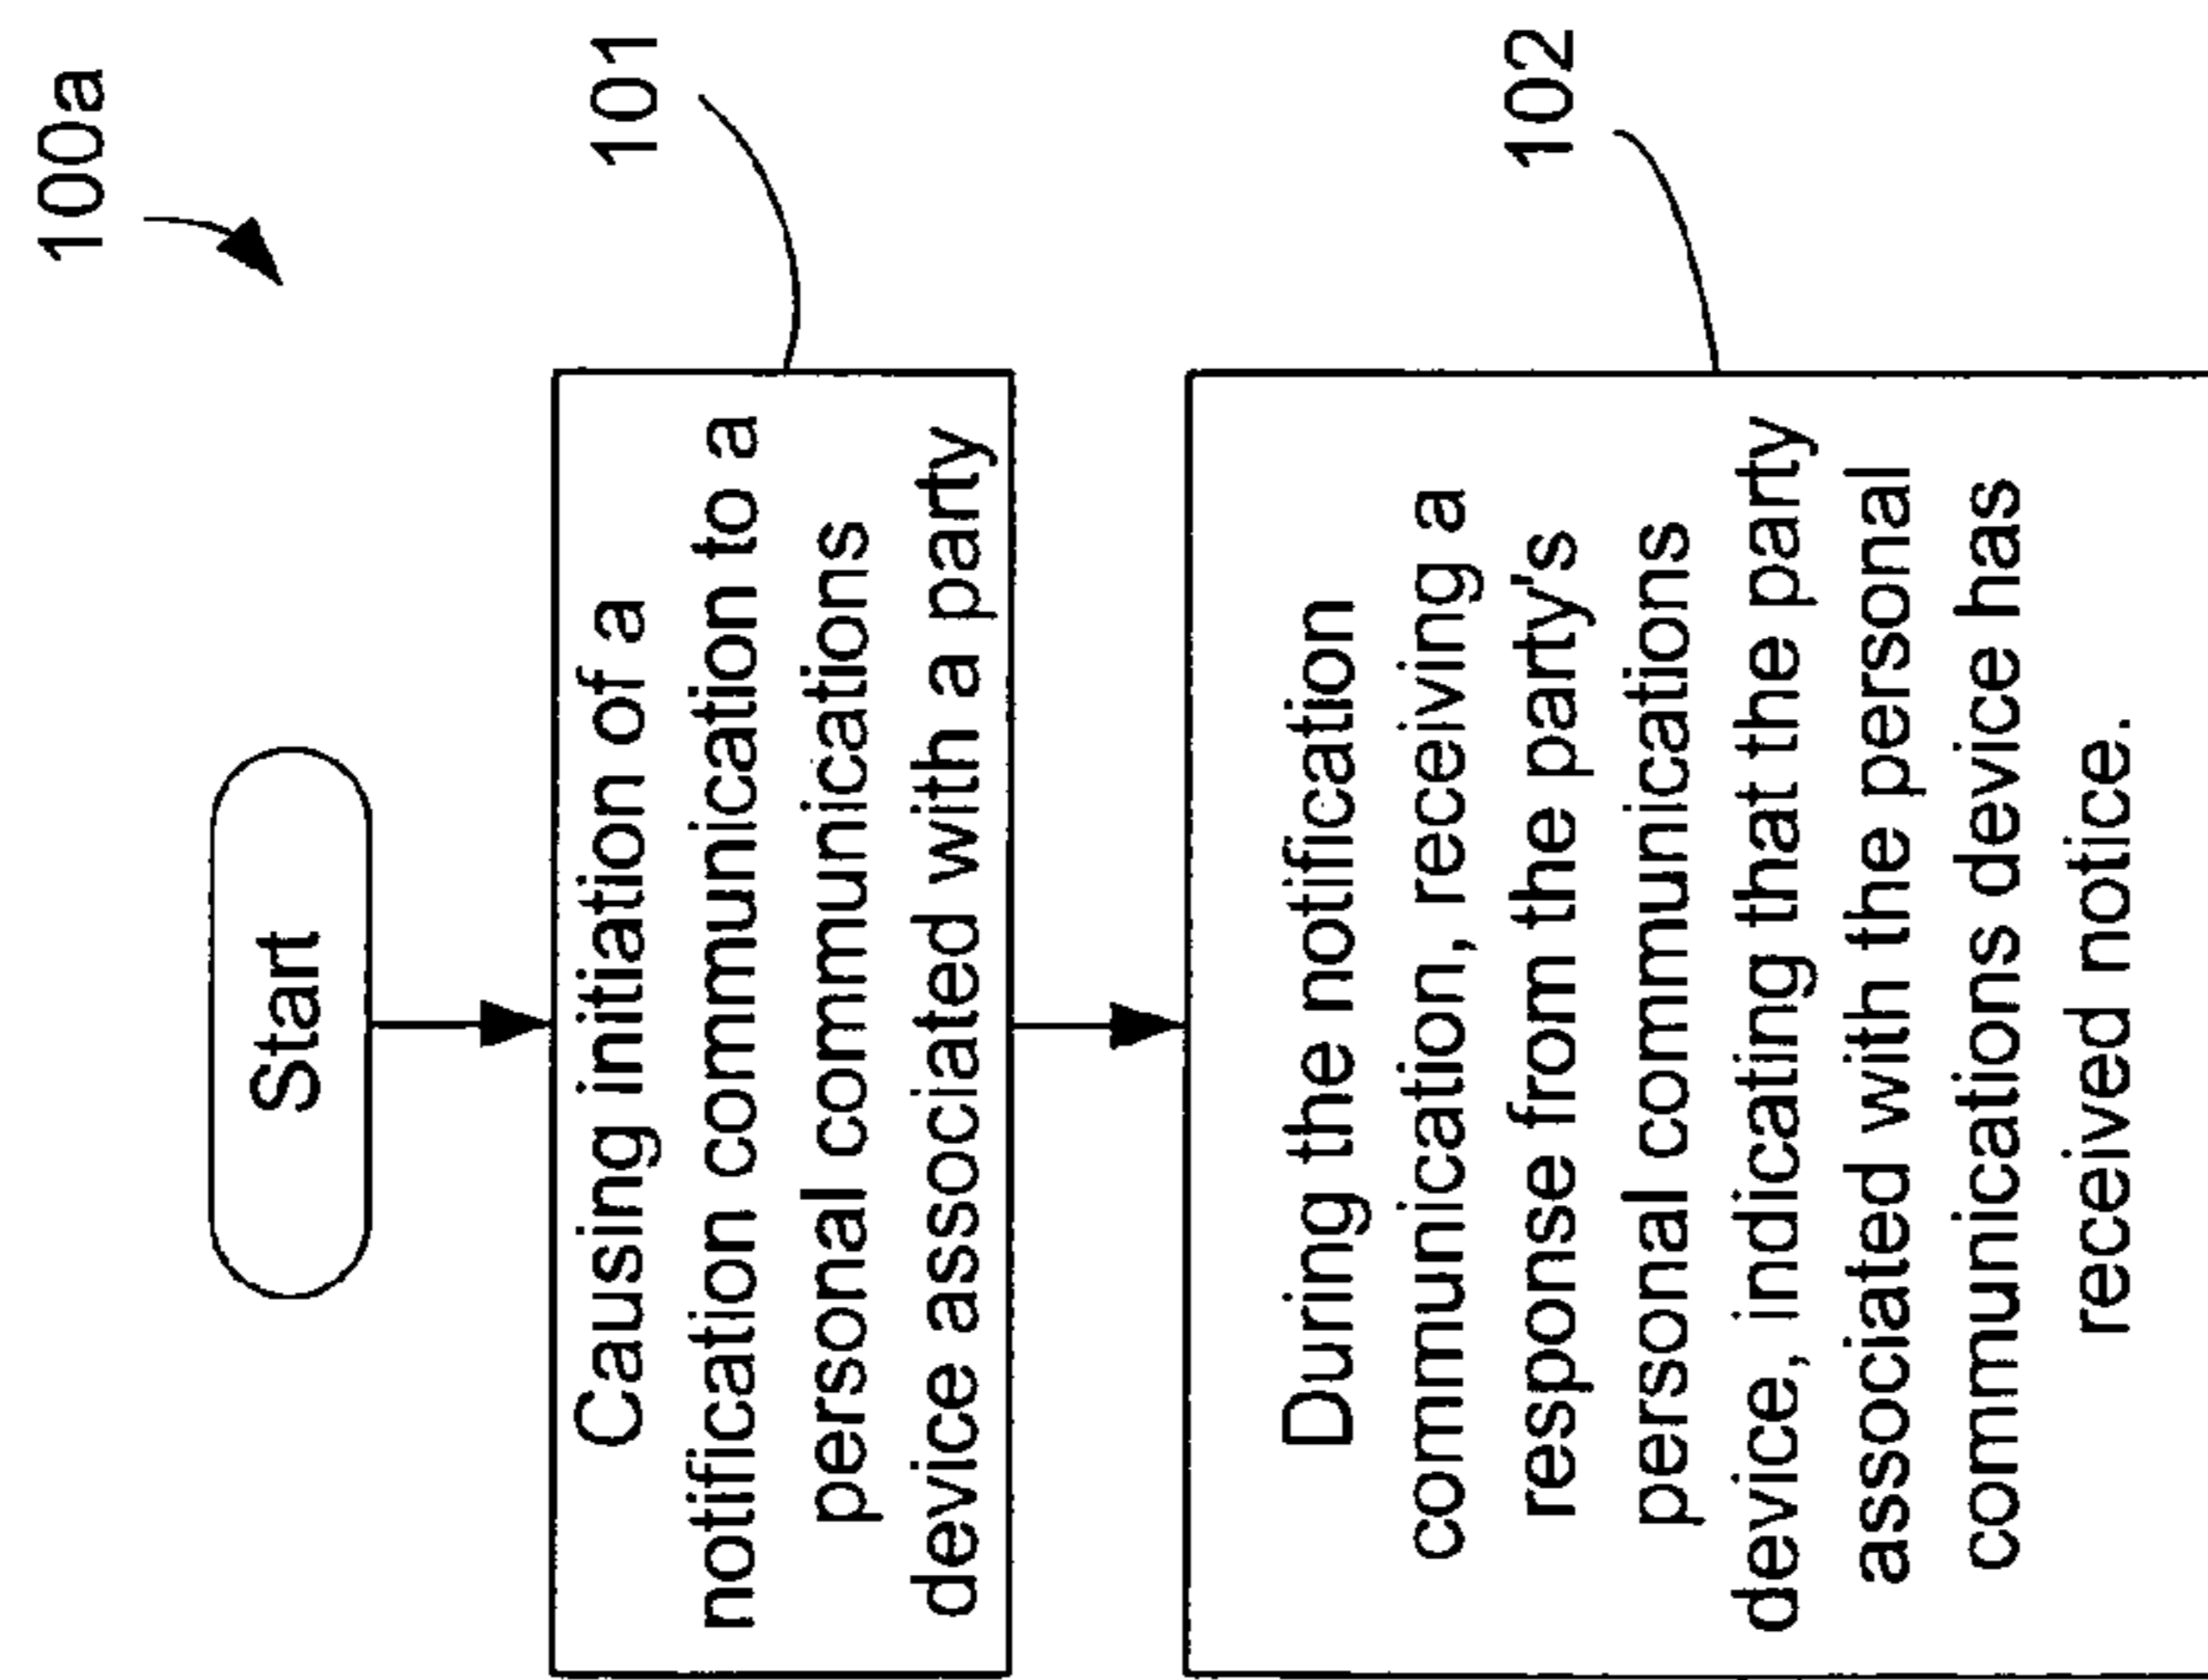 100a
Start
101
Causing initiation of a
notification communication to a
personal communications
device associated with a party
102
During the notification
communication, receiving a
response from the party's
personal communications
device, indicating that the party
associated with the personal
communications device has
received notice.